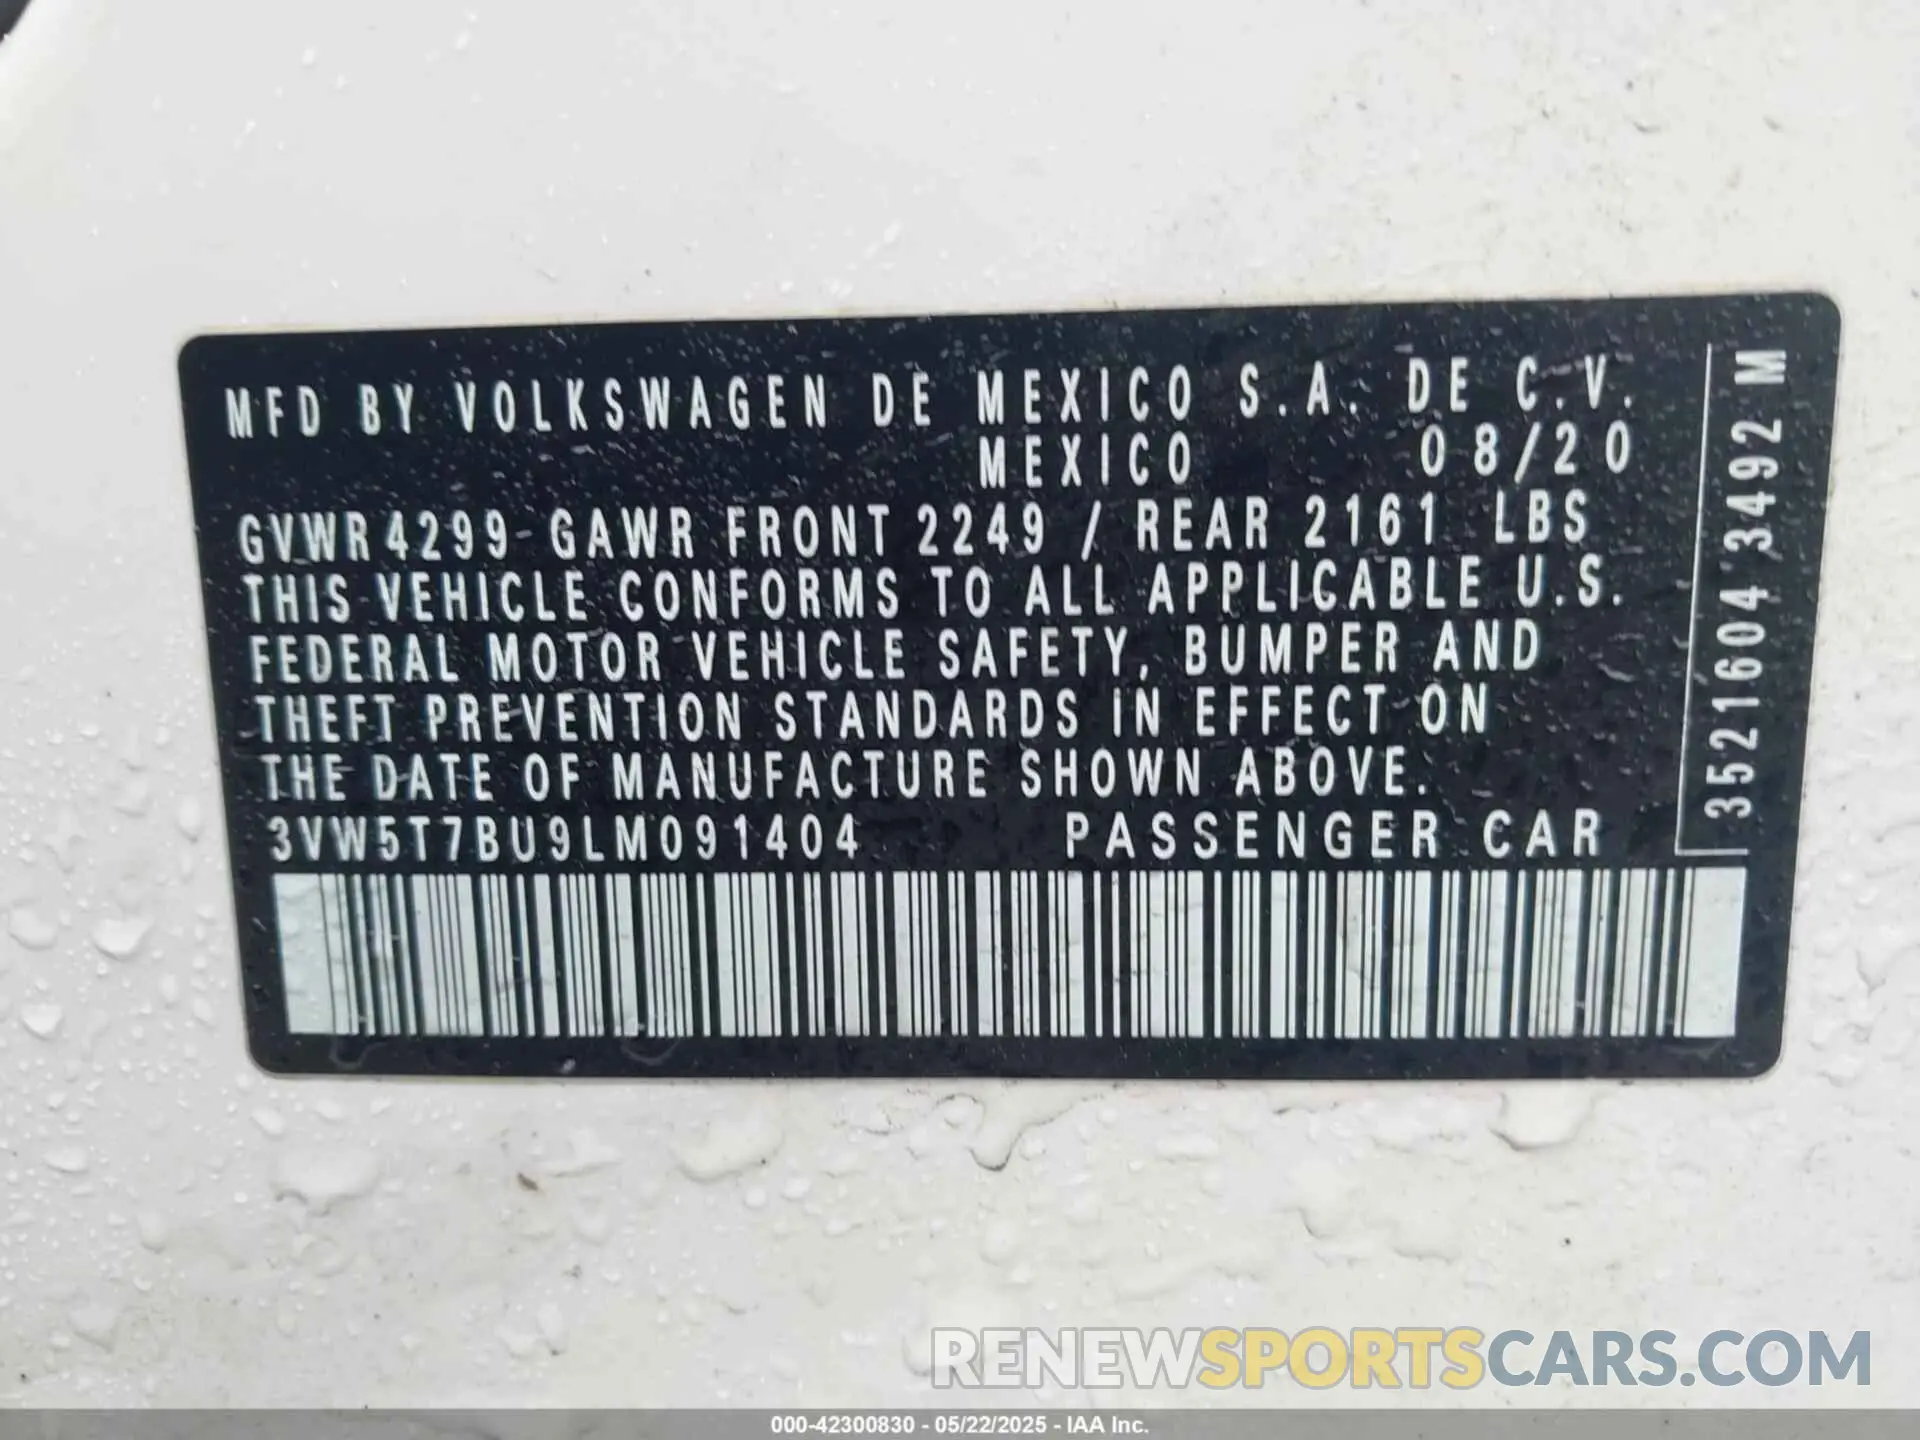 MFD BY VOLKSWAGEN DE MEXICO S.A. DE C.V.
MEXICO 08/20
GVWR 4299 GAWR FRONT 2249 / REAR 2161 LBS
THIS VEHICLE CONFORMS TO ALL APPLICABLE U.S.
FEDERAL MOTOR VEHICLE SAFETY, BUMPER AND
THEFT PREVENTION STANDARDS IN EFFECT ON
THE DATE OF MANUFACTURE SHOWN ABOVE.
3VW5T7BU9LM091404 PASSENGER CAR
3521604 3492 M
RENEWSPORTSCARS.COM
000-42300830 - 05/22/2025 - IAA Inc.